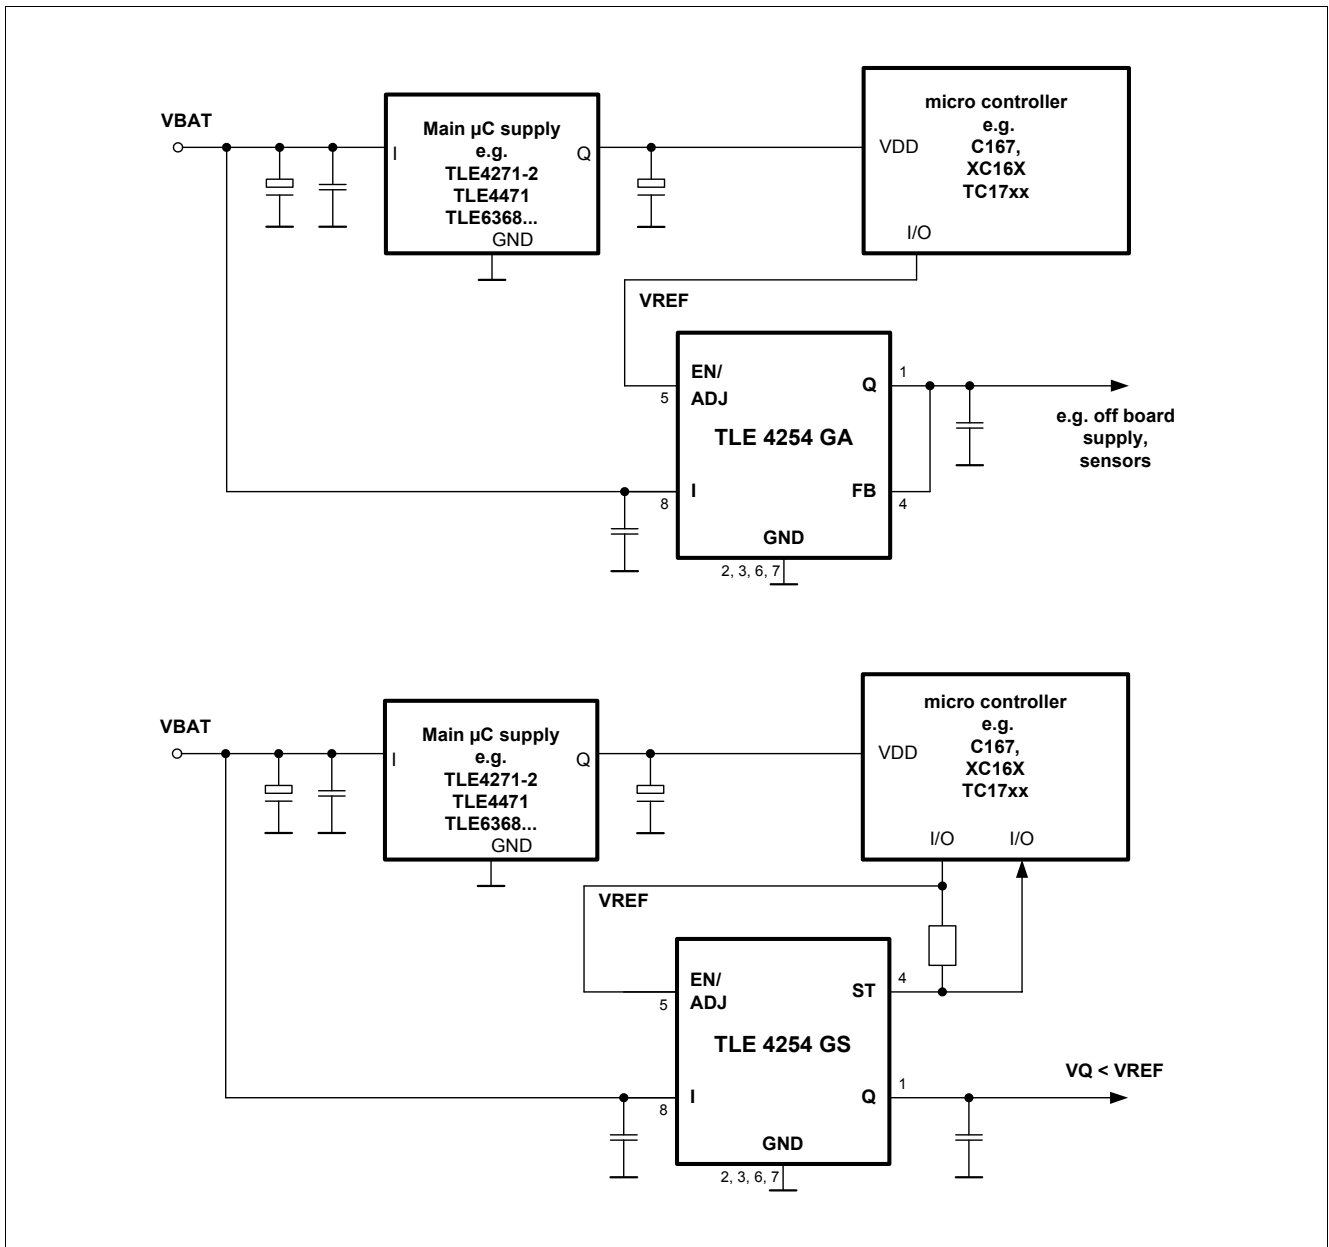 VBAT
Main µC supply
e.g.
TLE4271-2
TLE4471
TLE6368...
I
Q
GND
micro controller
e.g.
C167,
XC16X
TC17xx
VDD
I/O
VREF
EN/
ADJ
5
Q
1
TLE 4254 GA
I
8
FB
4
GND
2, 3, 6, 7
e.g. off board
supply,
sensors
VBAT
Main µC supply
e.g.
TLE4271-2
TLE4471
TLE6368...
I
Q
GND
micro controller
e.g.
C167,
XC16X
TC17xx
VDD
I/O
I/O
VREF
EN/
ADJ
5
ST
4
TLE 4254 GS
I
8
Q
1
GND
2, 3, 6, 7
VQ < VREF